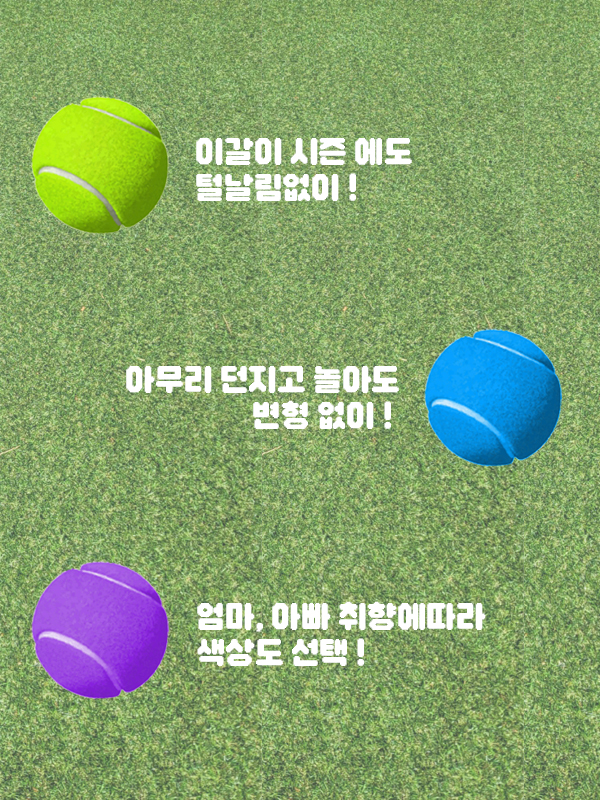 이갈이 시즌 에도
털날림없이 !
아무리 던지고 놀아도
변형 없이 !
엄마, 아빠 취향에따라
색상도 선택 !